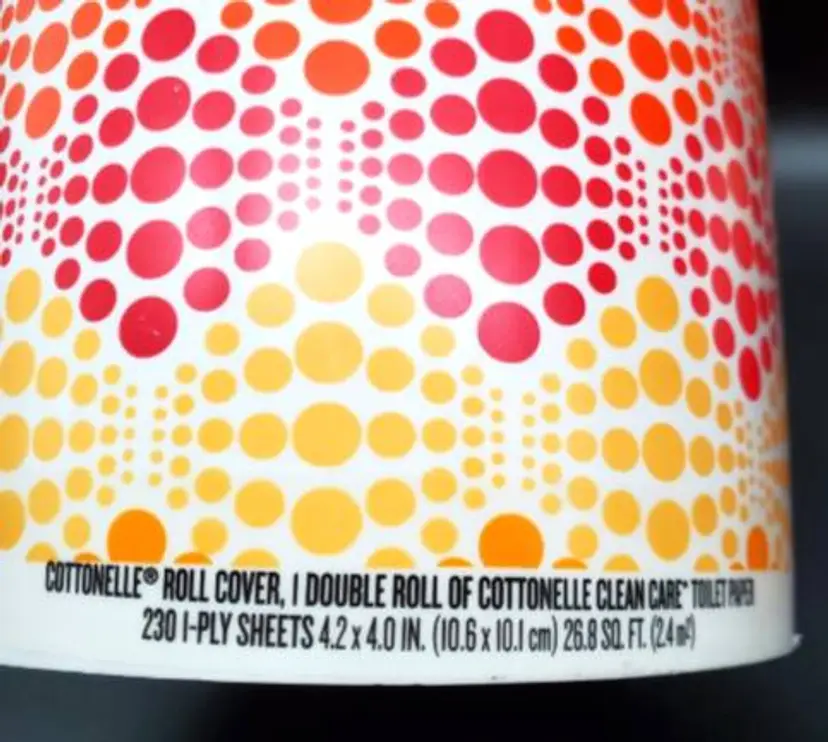 COTTONELLE® ROLL COVER, 1 DOUBLE ROLL OF COTTONELLE CLEAN CARE™ TOILET PAPER
230 1-PLY SHEETS 4.2 x 4.0 IN. (10.6 x 10.1 cm) 26.8 SQ. FT. (2.4 m²)